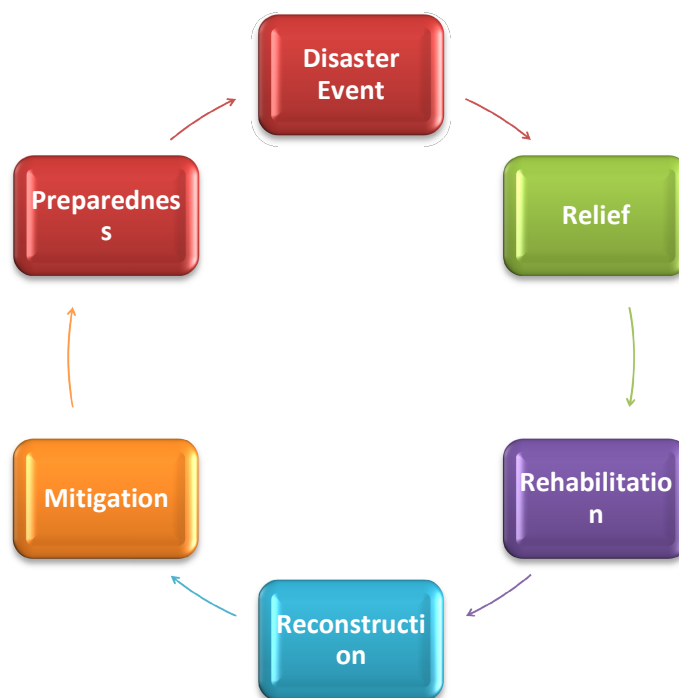 Disaster
Event
Relief
Rehabilitatio
n
Reconstructi
on
Mitigation
Preparednes
s